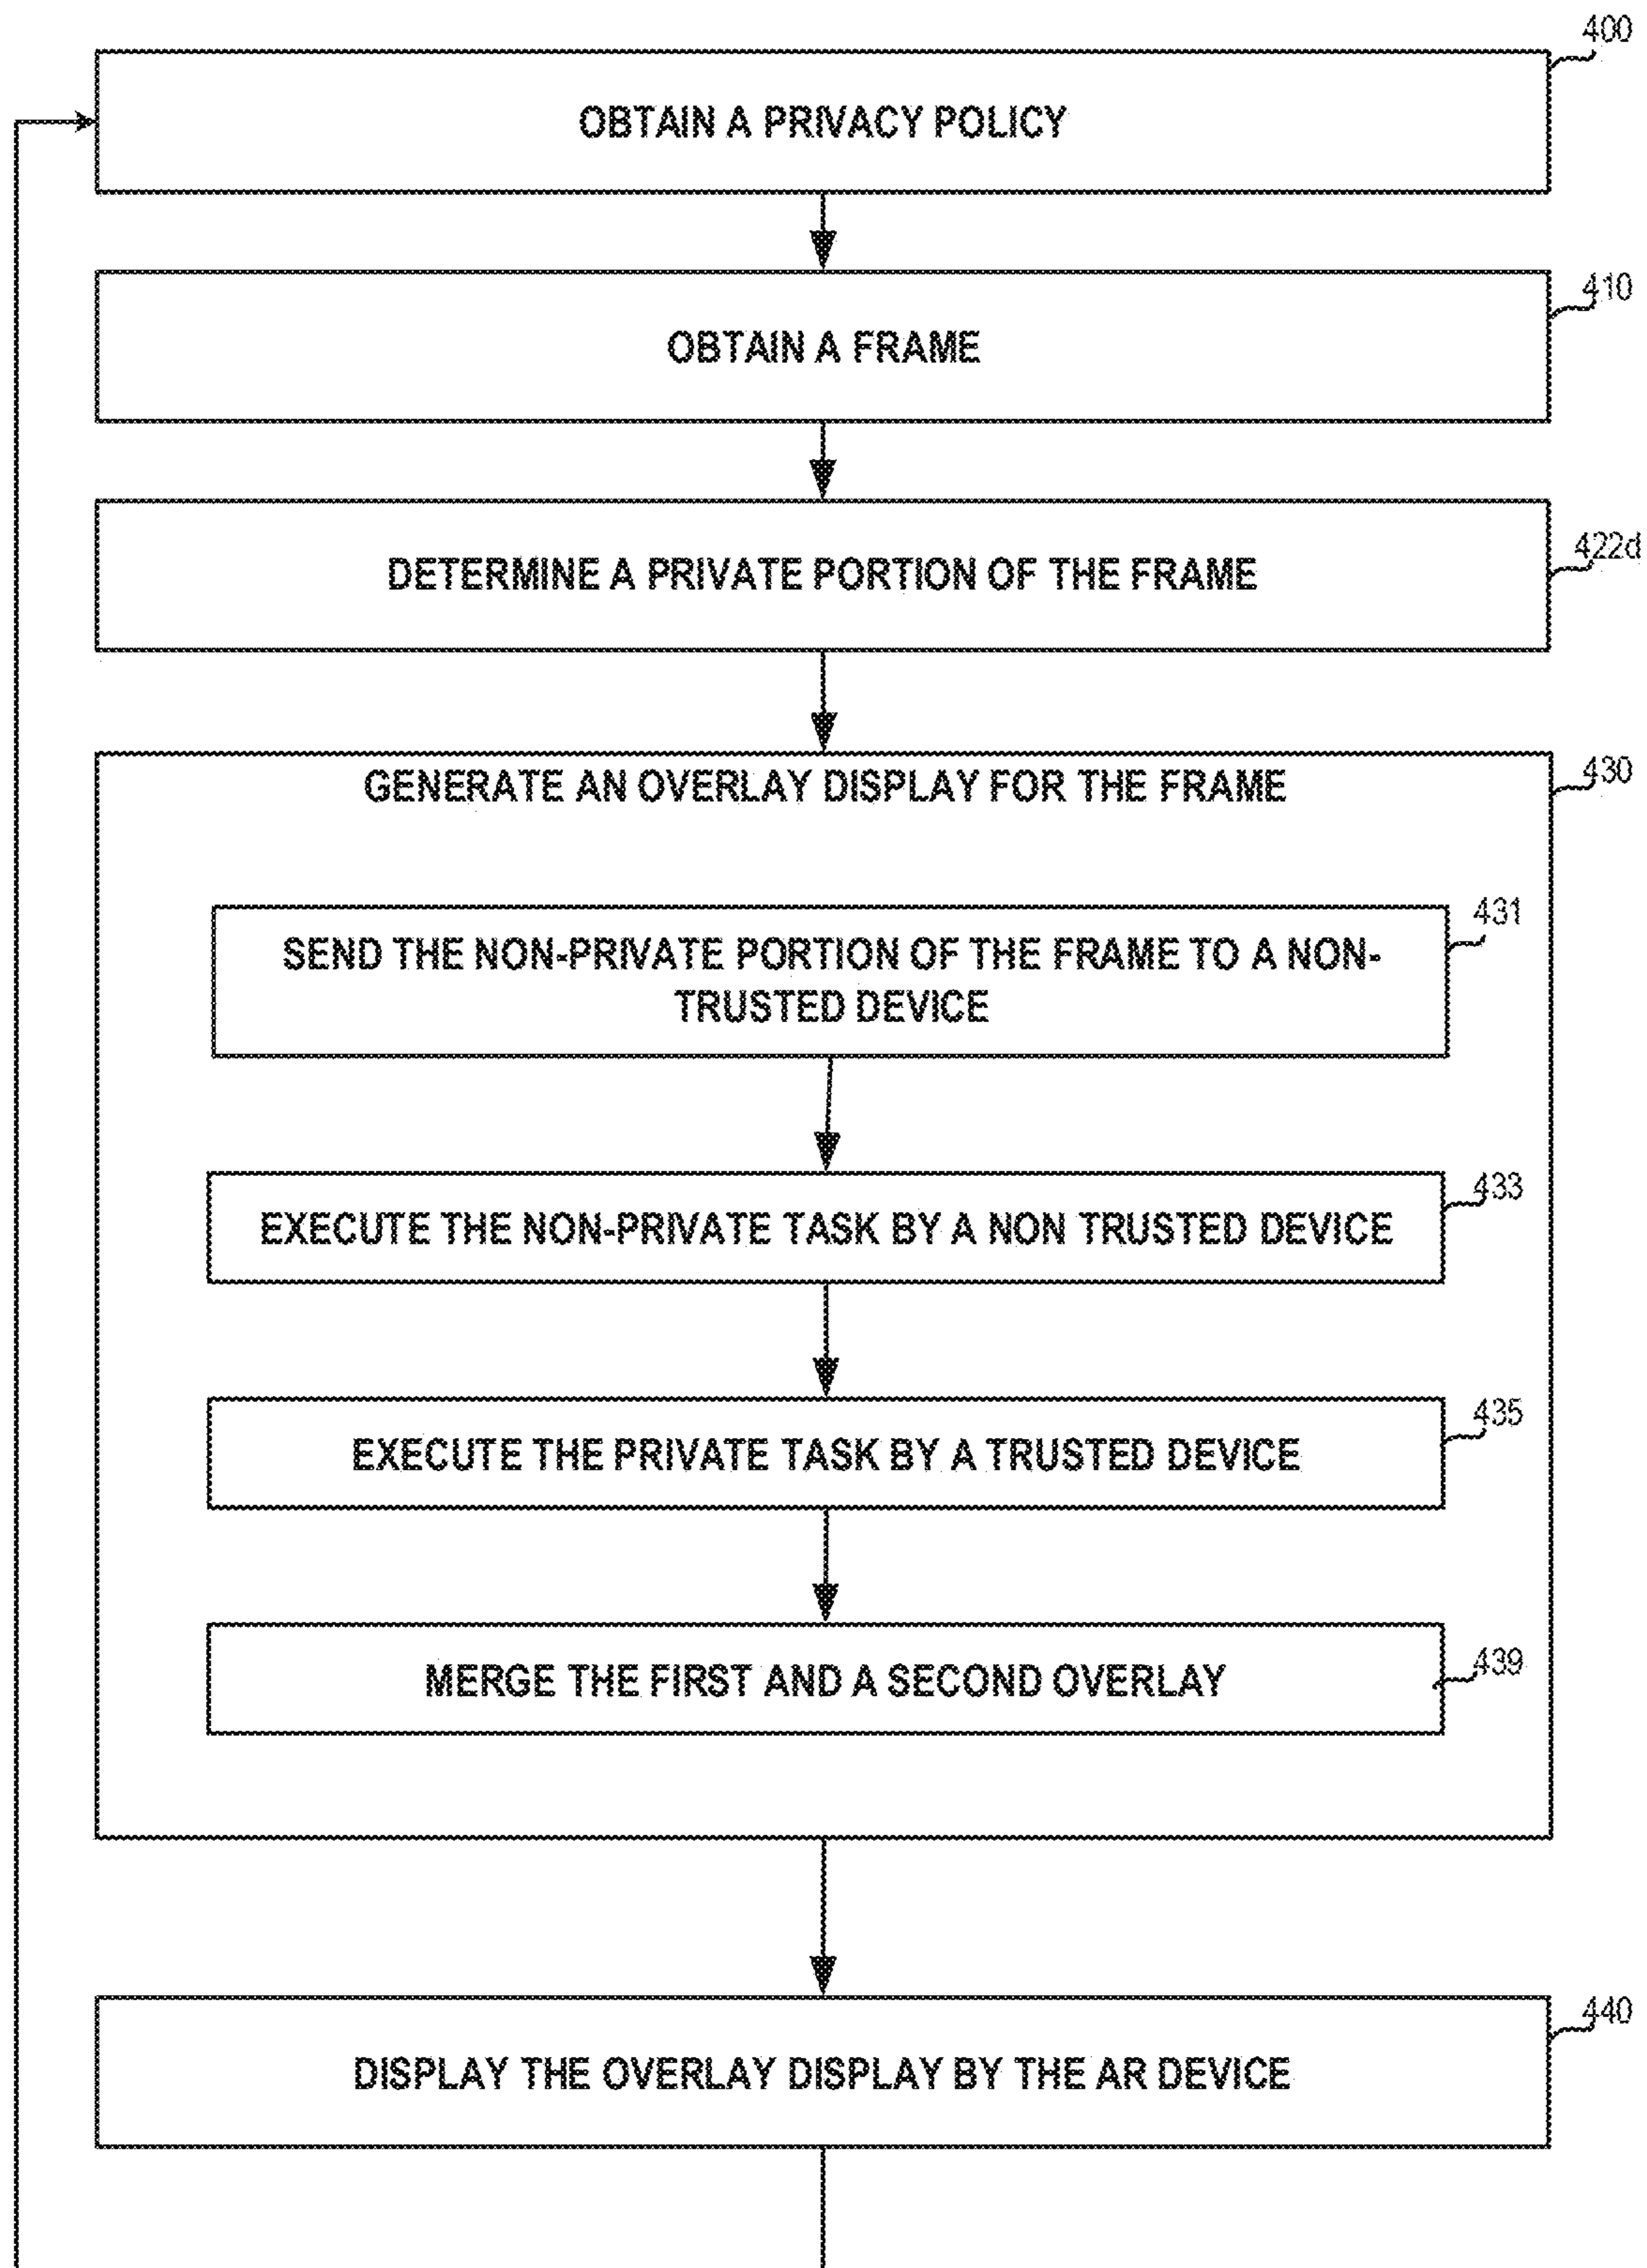 400
OBTAIN A PRIVACY POLICY
410
OBTAIN A FRAME
422d
DETERMINE A PRIVATE PORTION OF THE FRAME
430
GENERATE AN OVERLAY DISPLAY FOR THE FRAME
431
SEND THE NON-PRIVATE PORTION OF THE FRAME TO A NON-
TRUSTED DEVICE
433
EXECUTE THE NON-PRIVATE TASK BY A NON TRUSTED DEVICE
435
EXECUTE THE PRIVATE TASK BY A TRUSTED DEVICE
439
MERGE THE FIRST AND A SECOND OVERLAY
440
DISPLAY THE OVERLAY DISPLAY BY THE AR DEVICE